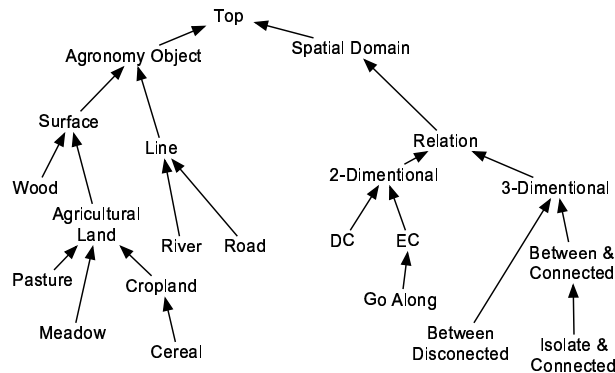 Top
Agronomy Object
Spatial Domain
Surface
Line
Relation
Wood
2-Dimentional
3-Dimentional
Agricultural
Land
River
Road
DC
EC
Between &
Connected
Pasture
Cropland
Go Along
Meadow
Cereal
Between
Disconected
Isolate &
Connected